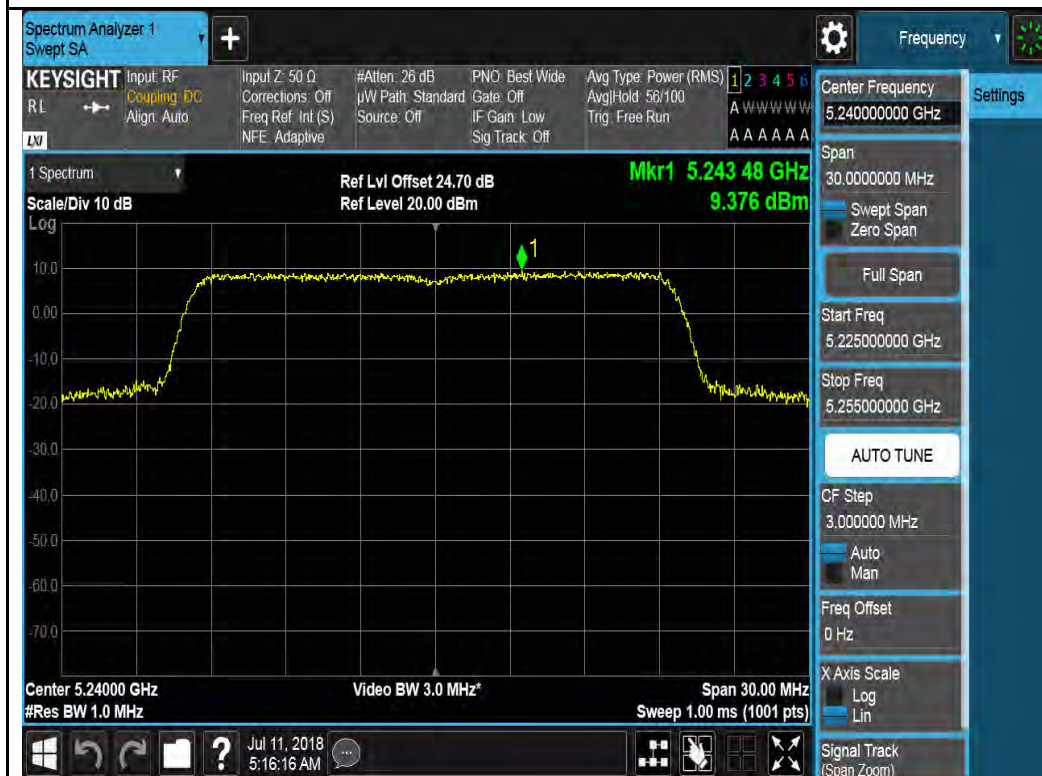 Spectrum Analyzer 1
Swept SA
+
Frequency
KEYSIGHT
R L
LXI
Input: RF
Coupling: DC
Align: Auto
Input Z: 50 Ω
Corrections: Off
Freq Ref: Int (S)
NFE: Adaptive
#Atten: 26 dB
µW Path: Standard
Source: Off
PNO: Best Wide
Gate: Off
IF Gain: Low
Sig Track: Off
Avg Type: Power (RMS)
Avg|Hold: 56/100
Trig: Free Run
1 2 3 4 5 6
A W W W W W
A A A A A A
1 Spectrum
Scale/Div 10 dB
Ref Lvl Offset 24.70 dB
Ref Level 20.00 dBm
Mkr1 5.243 48 GHz
9.376 dBm
Log
1
10.0
0.00
-10.0
-20.0
-30.0
-40.0
-50.0
-60.0
-70.0
Center 5.24000 GHz
#Res BW 1.0 MHz
Video BW 3.0 MHz*
Span 30.00 MHz
Sweep 1.00 ms (1001 pts)
Center Frequency
5.240000000 GHz
Settings
Span
30.0000000 MHz
Swept Span
Zero Span
Full Span
Start Freq
5.225000000 GHz
Stop Freq
5.255000000 GHz
AUTO TUNE
CF Step
3.000000 MHz
Auto
Man
Freq Offset
0 Hz
X Axis Scale
Log
Lin
Signal Track
(Span Zoom)
?
Jul 11, 2018
5:16:16 AM